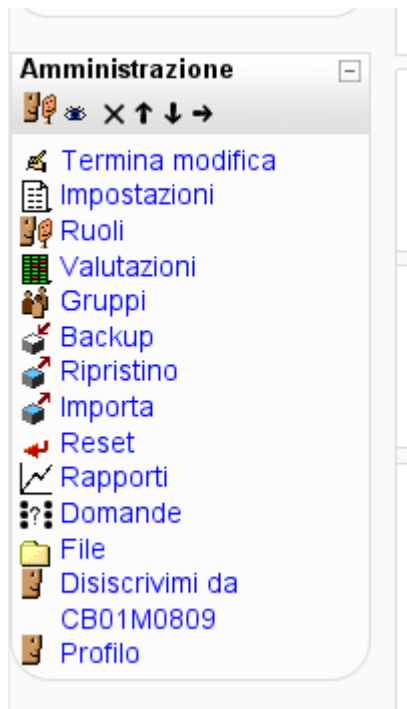 Amministrazione
Termina modifica
Impostazioni
Ruoli
Valutazioni
Gruppi
Backup
Ripristino
Importa
Reset
Rapporti
Domande
File
Disiscrivimi da
CB01M0809
Profilo